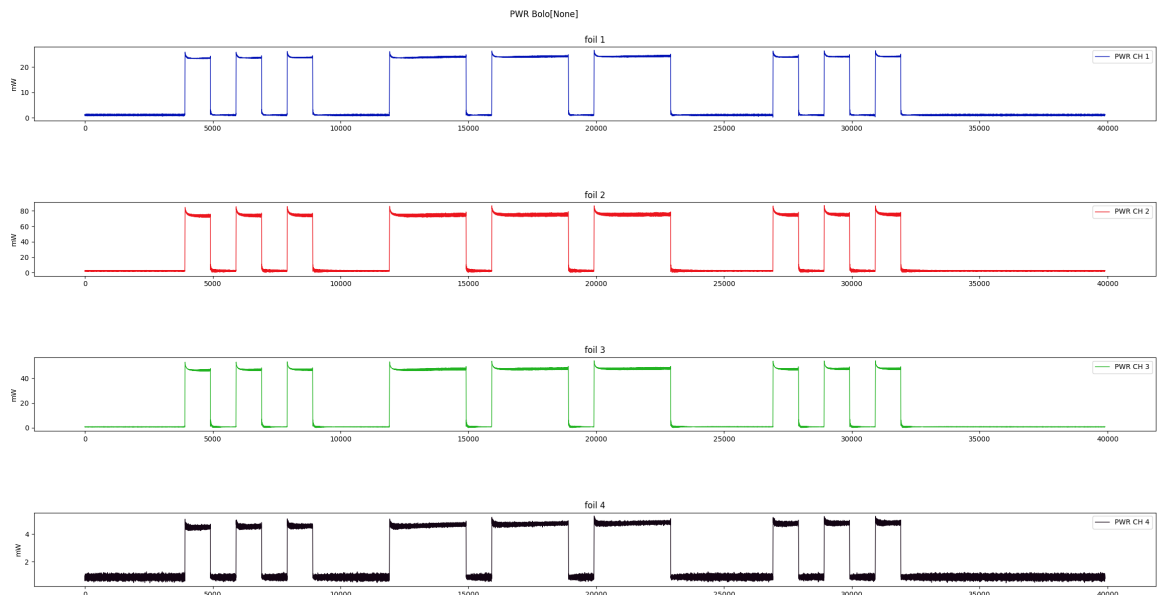 PWR Bolo[None]
foil 1
PWR CH 1
mW
20
0
0 5000 10000 15000 20000 25000 30000 35000 40000
foil 2
PWR CH 2
mW
80
60
40
20
0
0 5000 10000 15000 20000 25000 30000 35000 40000
foil 3
PWR CH 3
mW
40
20
0
0 5000 10000 15000 20000 25000 30000 35000 40000
foil 4
PWR CH 4
mW
4
2
0 5000 10000 15000 20000 25000 30000 35000 40000